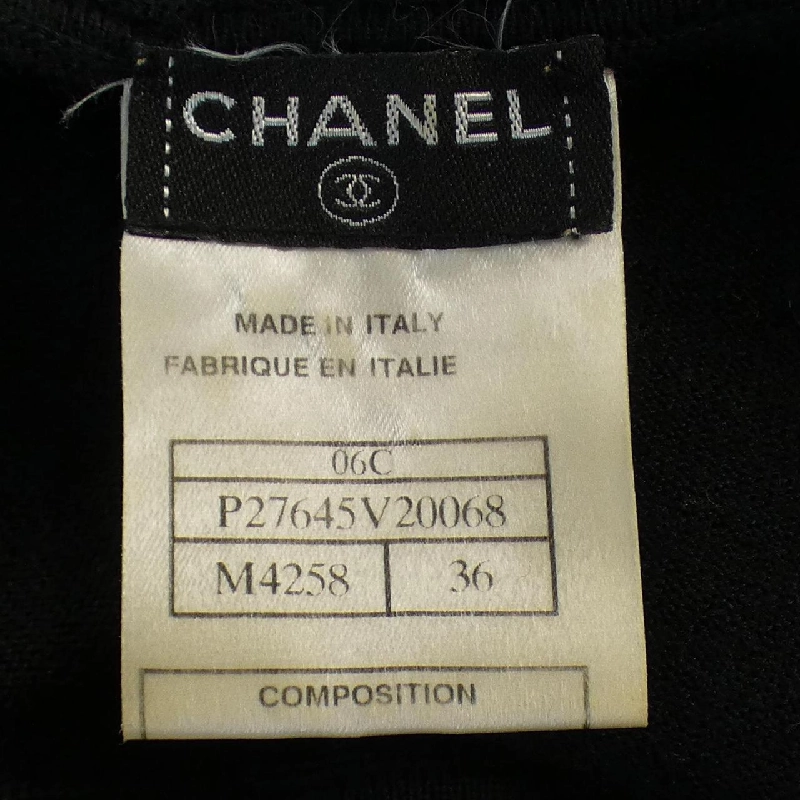 CHANEL
MADE IN ITALY
FABRIQUE EN ITALIE
06C
P27645V20068
M4258 36
COMPOSITION